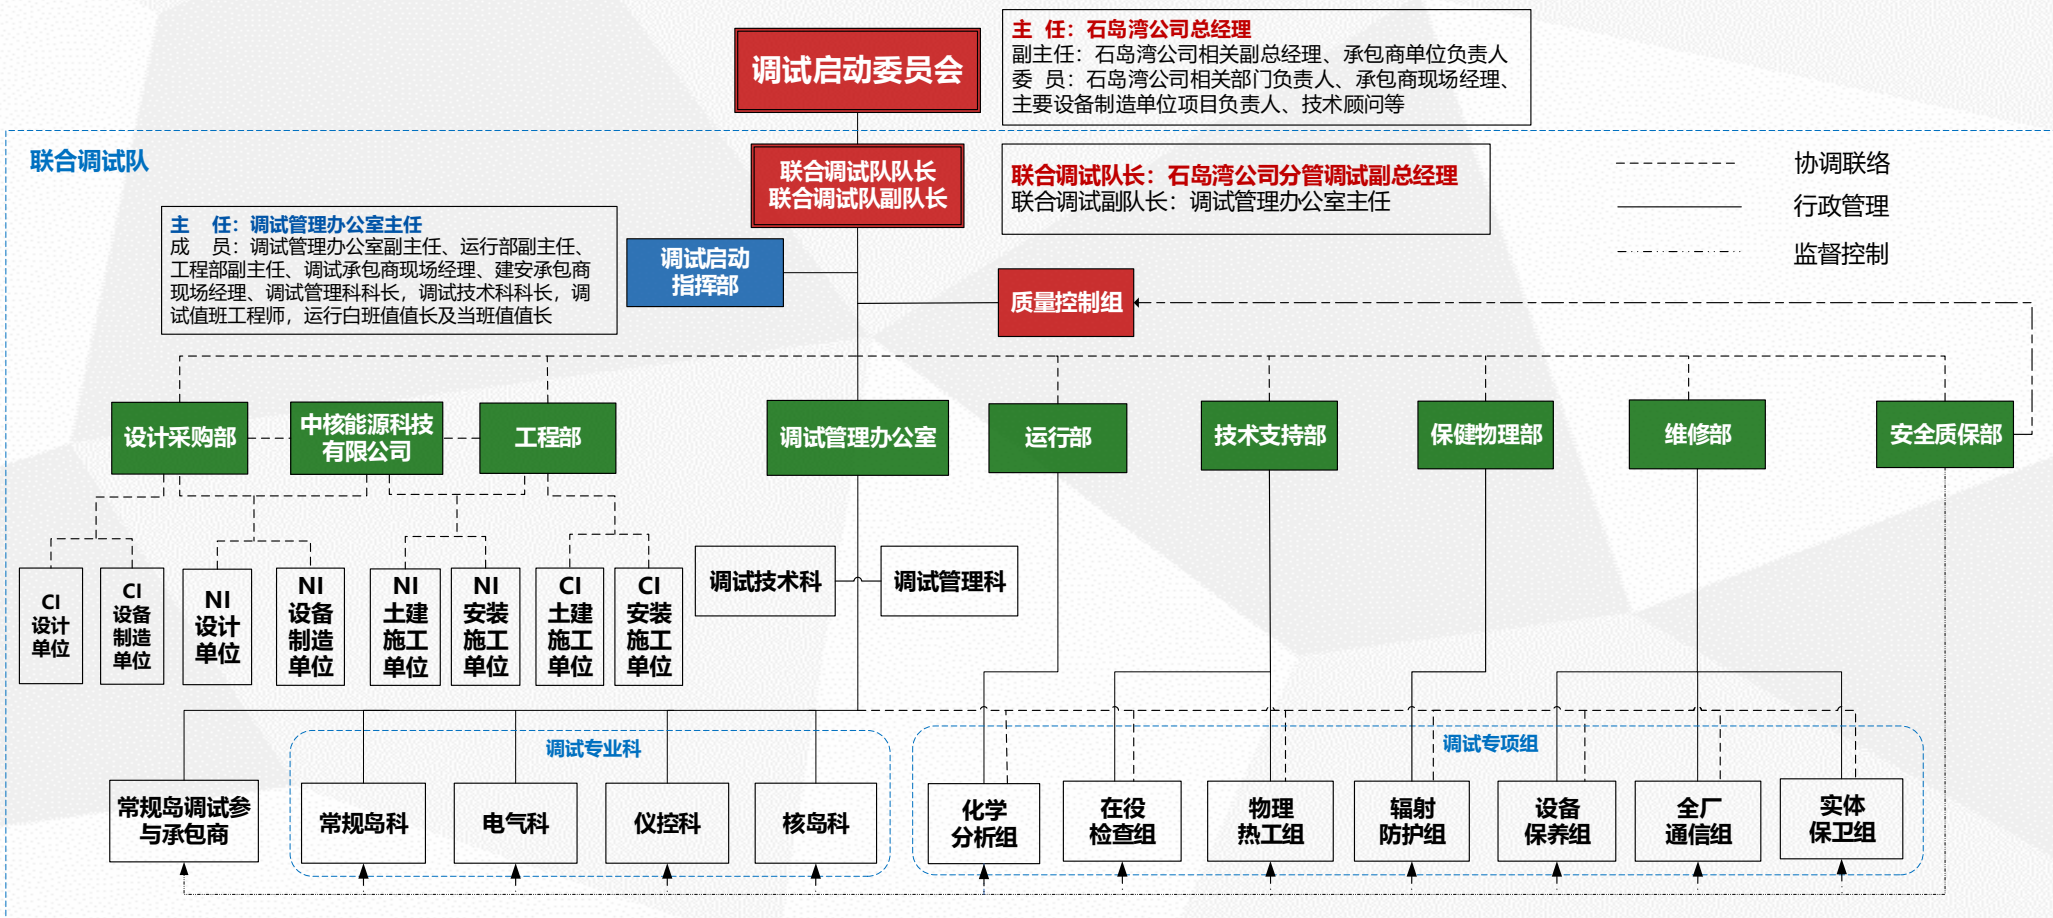 调试启动委员会
主 任：石岛湾公司总经理
副主任：石岛湾公司相关副总经理、承包商单位负责人
委 员：石岛湾公司相关部门负责人、承包商现场经理、
主要设备制造单位项目负责人、技术顾问等
联合调试队
联合调试队队长
联合调试队副队长
联合调试队长：石岛湾公司分管调试副总经理
联合调试副队长：调试管理办公室主任
协调联络
行政管理
监督控制
主 任：调试管理办公室主任
成 员：调试管理办公室副主任、运行部副主任、
工程部副主任、调试承包商现场经理、建安承包商
现场经理、调试管理科科长，调试技术科科长，调
试值班工程师，运行白班值值长及当班值值长
调试启动
指挥部
质量控制组
设计采购部
中核能源科技
有限公司
工程部
调试管理办公室
运行部
技术支持部
保健物理部
维修部
安全质保部
CI
设计
单位
CI
设备
制造
单位
NI
设计
单位
NI
设备
制造
单位
NI
土建
施工
单位
NI
安装
施工
单位
CI
土建
施工
单位
CI
安装
施工
单位
调试技术科
调试管理科
调试专业科
调试专项组
常规岛调试参
与承包商
常规岛科
电气科
仪控科
核岛科
化学
分析组
在役
检查组
物理
热工组
辐射
防护组
设备
保养组
全厂
通信组
实体
保卫组